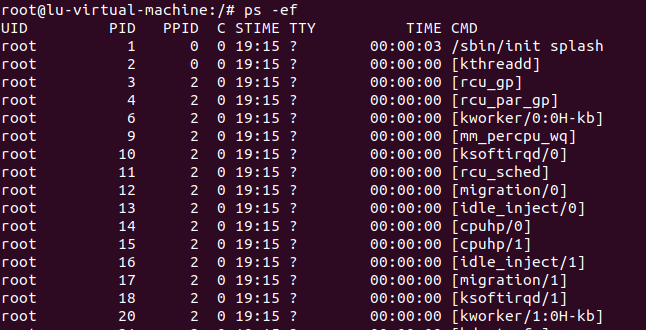 root@lu-virtual-machine:/# ps -ef
UID PID PPID C STIME TTY TIME CMD
root 1 0 0 19:15 ? 00:00:03 /sbin/init splash
root 2 0 0 19:15 ? 00:00:00 [kthreadd]
root 3 2 0 19:15 ? 00:00:00 [rcu_gp]
root 4 2 0 19:15 ? 00:00:00 [rcu_par_gp]
root 6 2 0 19:15 ? 00:00:00 [kworker/0:0H-kb]
root 9 2 0 19:15 ? 00:00:00 [mm_percpu_wq]
root 10 2 0 19:15 ? 00:00:00 [ksoftirqd/0]
root 11 2 0 19:15 ? 00:00:00 [rcu_sched]
root 12 2 0 19:15 ? 00:00:00 [migration/0]
root 13 2 0 19:15 ? 00:00:00 [idle_inject/0]
root 14 2 0 19:15 ? 00:00:00 [cpuhp/0]
root 15 2 0 19:15 ? 00:00:00 [cpuhp/1]
root 16 2 0 19:15 ? 00:00:00 [idle_inject/1]
root 17 2 0 19:15 ? 00:00:00 [migration/1]
root 18 2 0 19:15 ? 00:00:00 [ksoftirqd/1]
root 20 2 0 19:15 ? 00:00:00 [kworker/1:0H-kb]